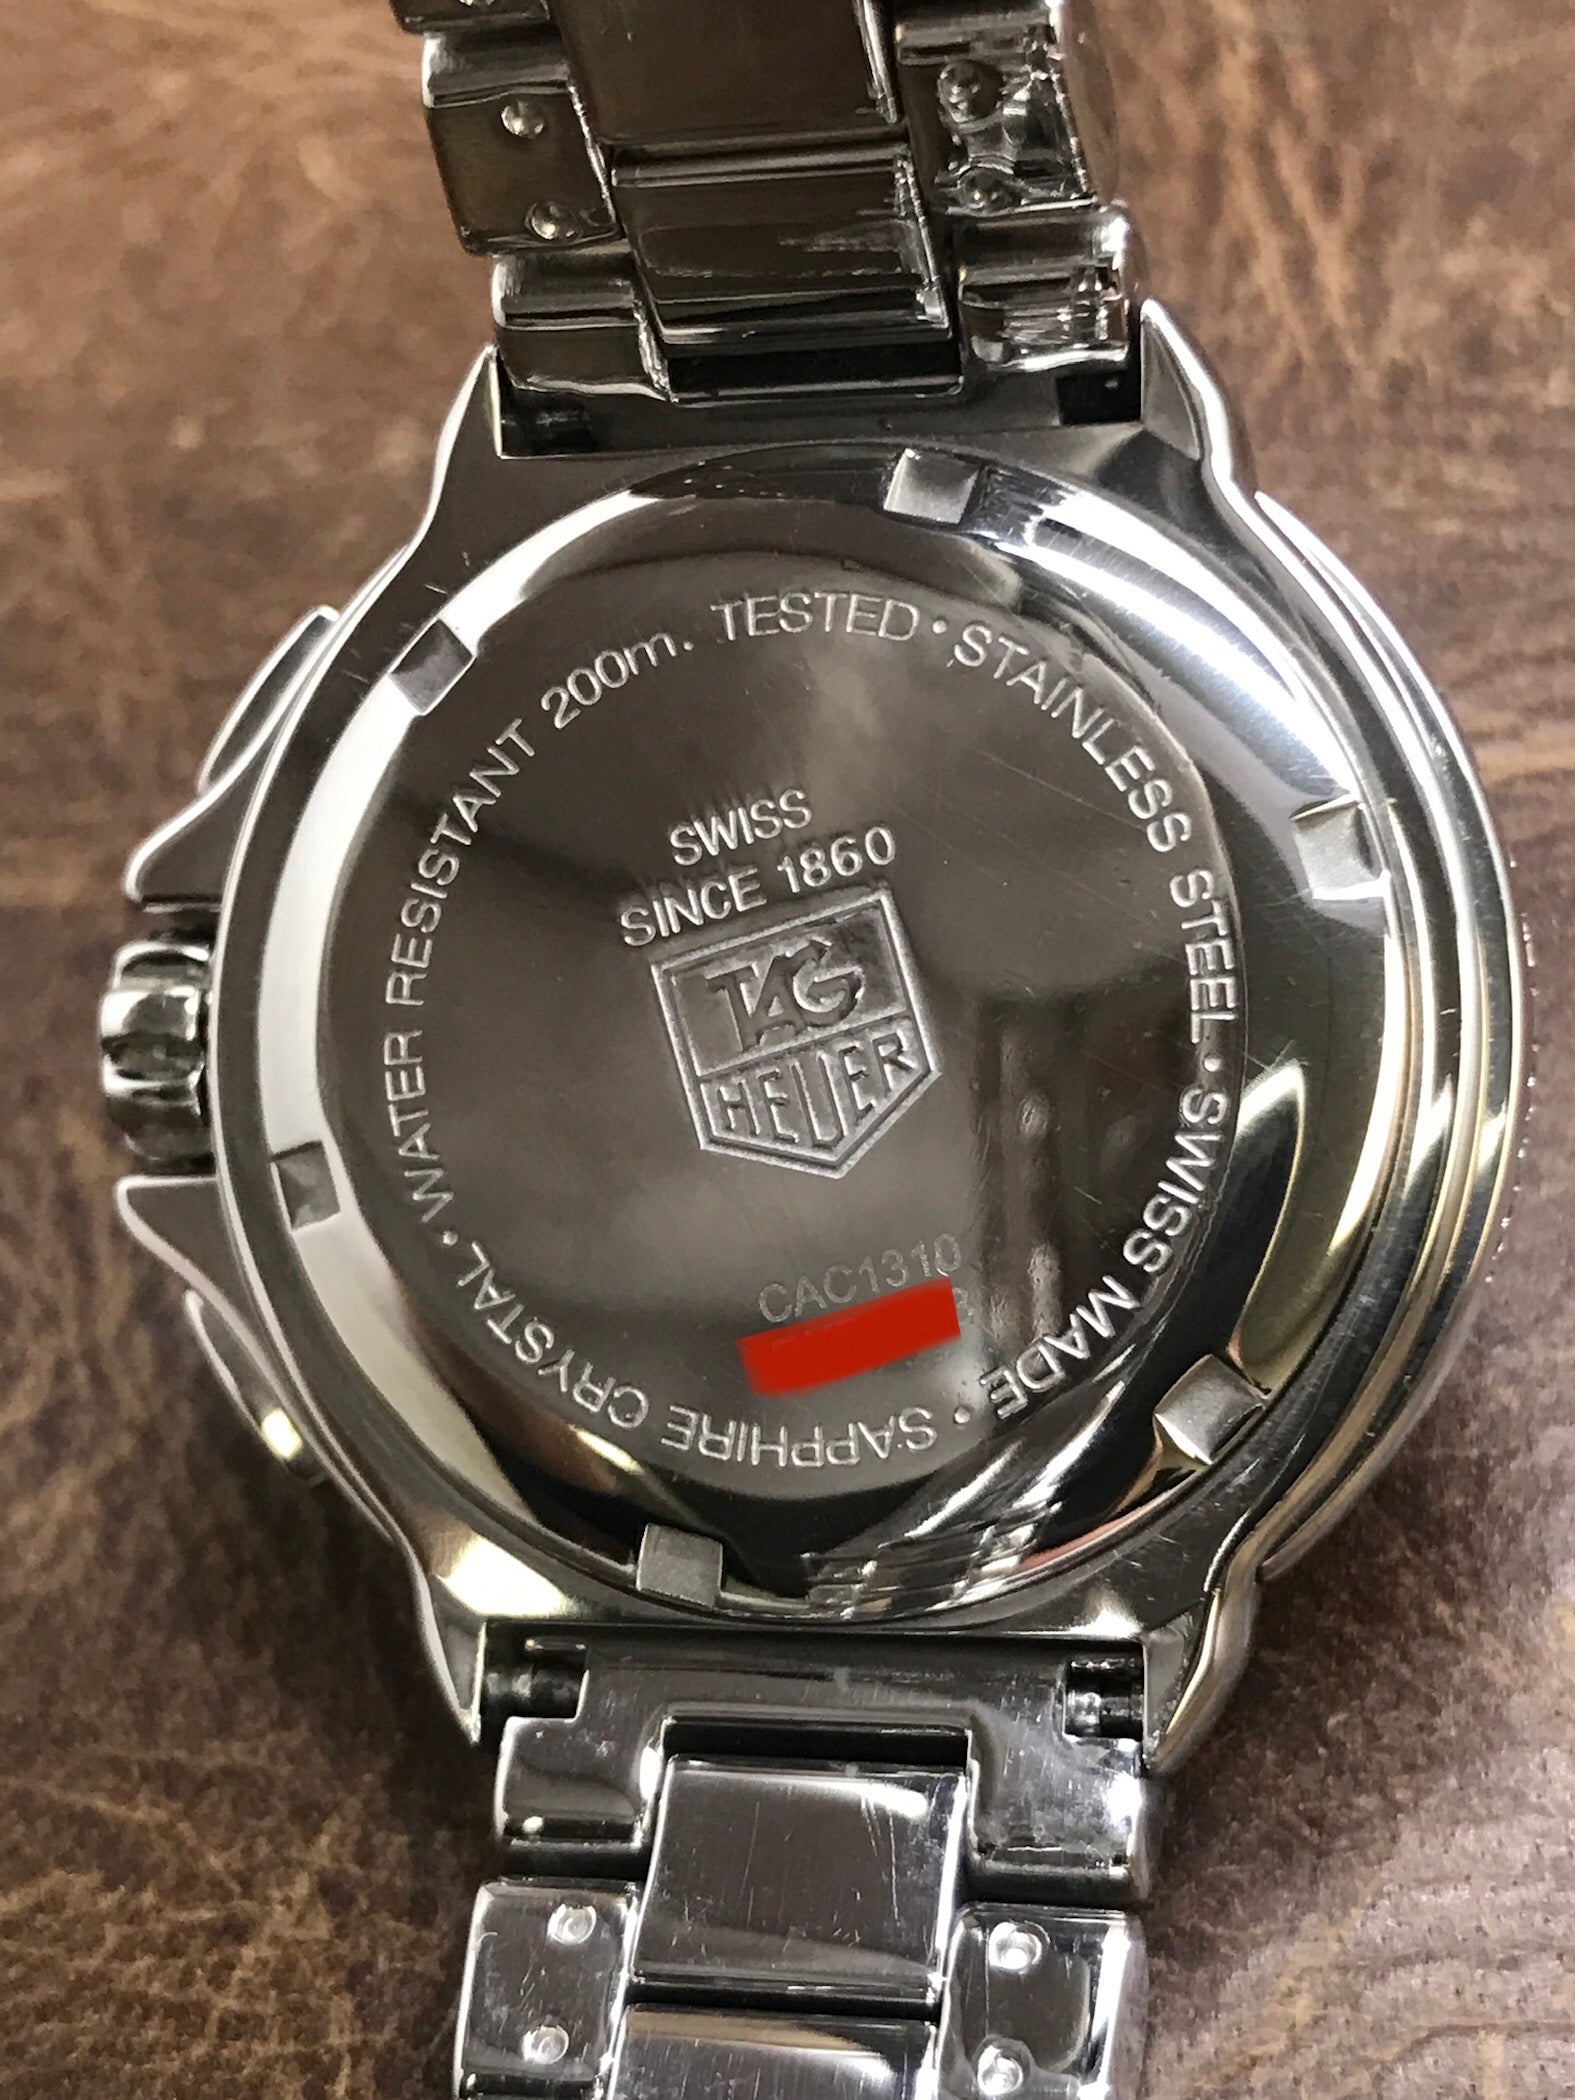 WATER RESISTANT 200m. TESTED • STAINLESS STEEL • SWISS MADE • SAPPHIRE CRYSTAL •
SWISS
SINCE 1860
TAG
HEUER
CAC1310